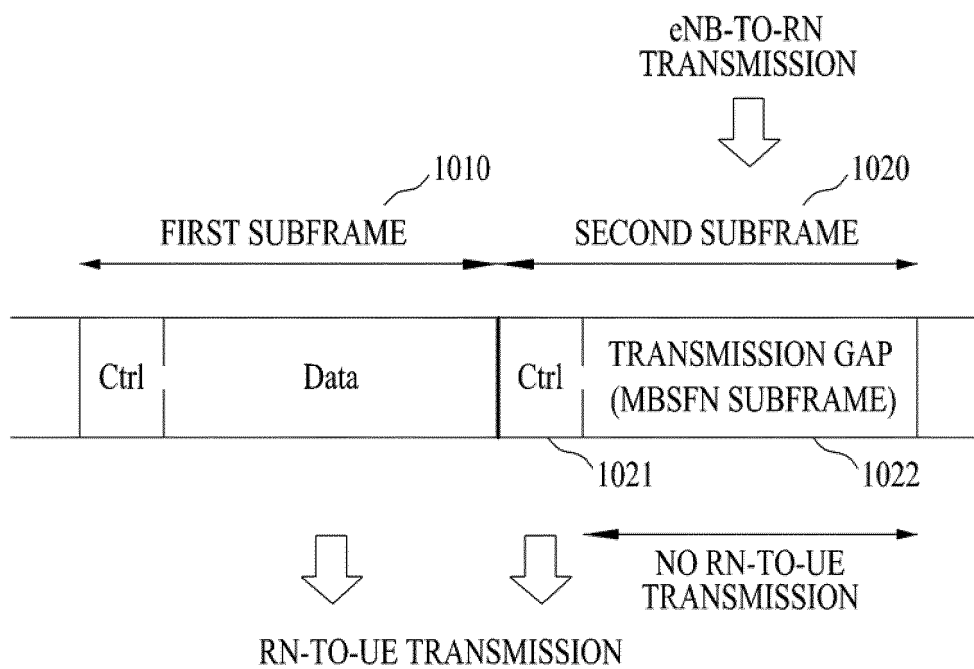 eNB-TO-RN
TRANSMISSION
1010
1020
FIRST SUBFRAME
SECOND SUBFRAME
Ctrl
Data
Ctrl
TRANSMISSION GAP
(MBSFN SUBFRAME)
1021
1022
NO RN-TO-UE
TRANSMISSION
RN-TO-UE TRANSMISSION